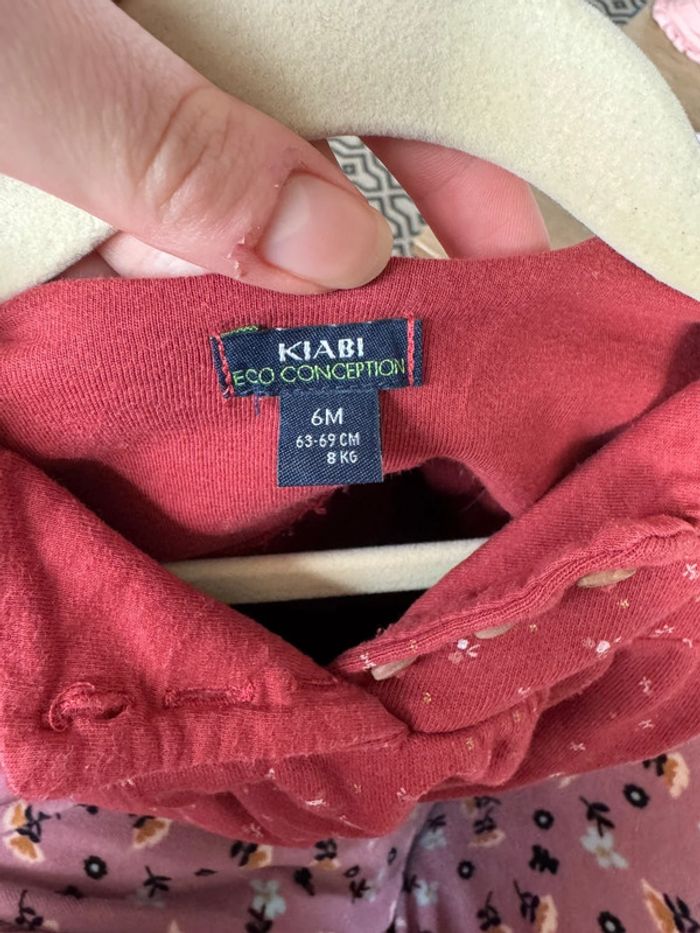 KIABI
ECO CONCEPTION
6M
63-69 CM
8 KG